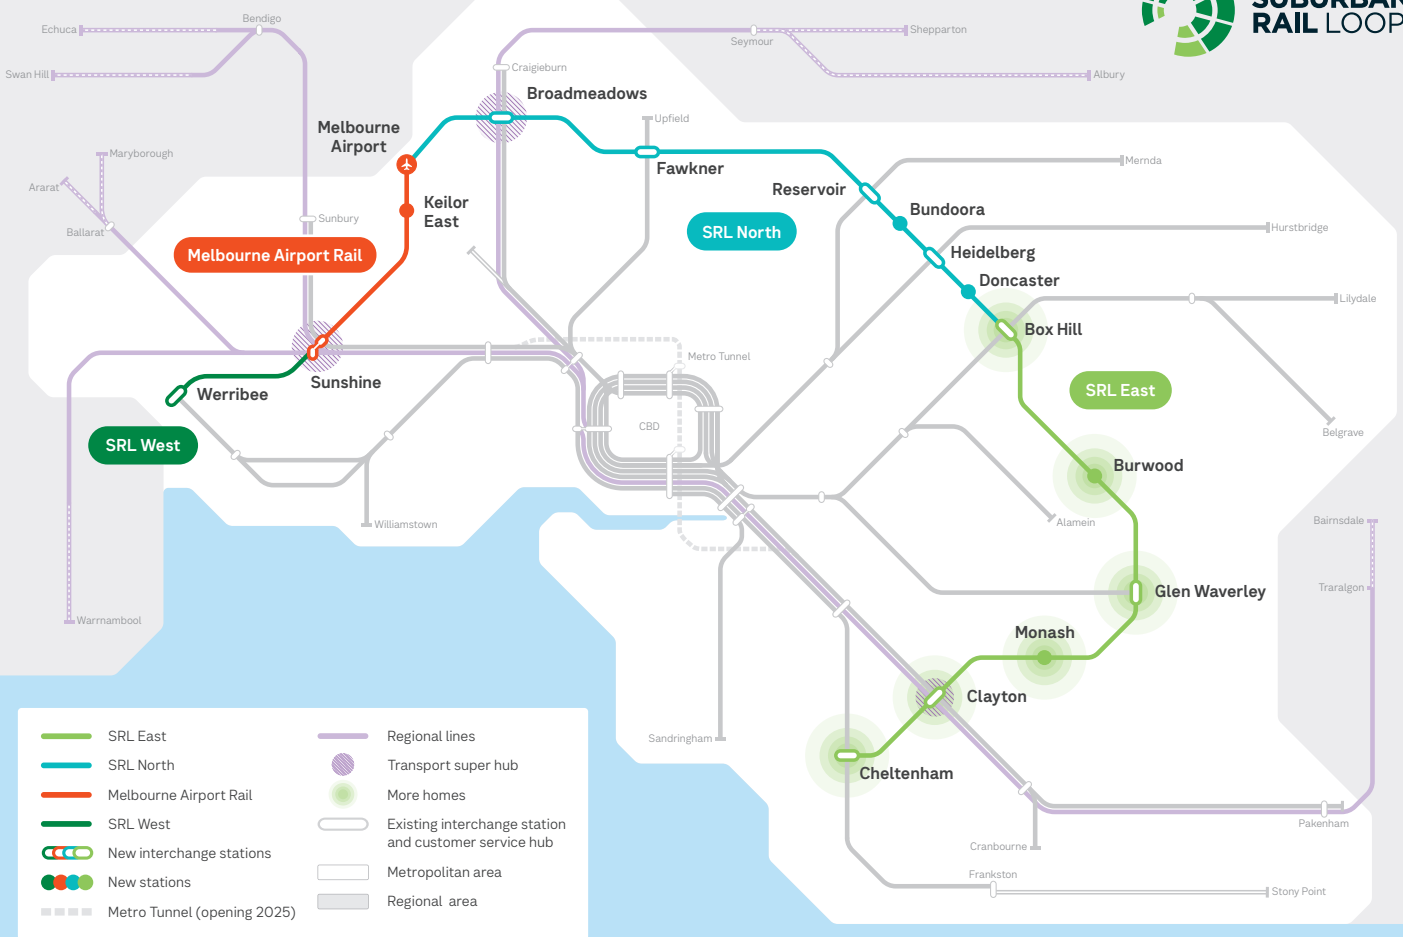 SUBURBAN
RAIL LOOP
Bendigo
Echuca
Swan Hill
Seymour
Shepparton
Albury
Craigieburn
Broadmeadows
Melbourne
Airport
Upfield
Fawkner
Maryborough
Ararat
Ballarat
Sunbury
Keilor
East
Mernda
Reservoir
Bundoora
SRL North
Hurstbridge
Melbourne Airport Rail
Heidelberg
Doncaster
Lilydale
Box Hill
Metro Tunnel
Sunshine
Werribee
SRL East
SRL West
CBD
Belgrave
Burwood
Williamstown
Alamein
Bairnsdale
Traralgon
Glen Waverley
Warrnambool
Monash
Clayton
Sandringham
Cheltenham
Pakenham
Cranbourne
Frankston
Stony Point
SRL East
SRL North
Melbourne Airport Rail
SRL West
New interchange stations
New stations
Metro Tunnel (opening 2025)
Regional lines
Transport super hub
More homes
Existing interchange station
and customer service hub
Metropolitan area
Regional area